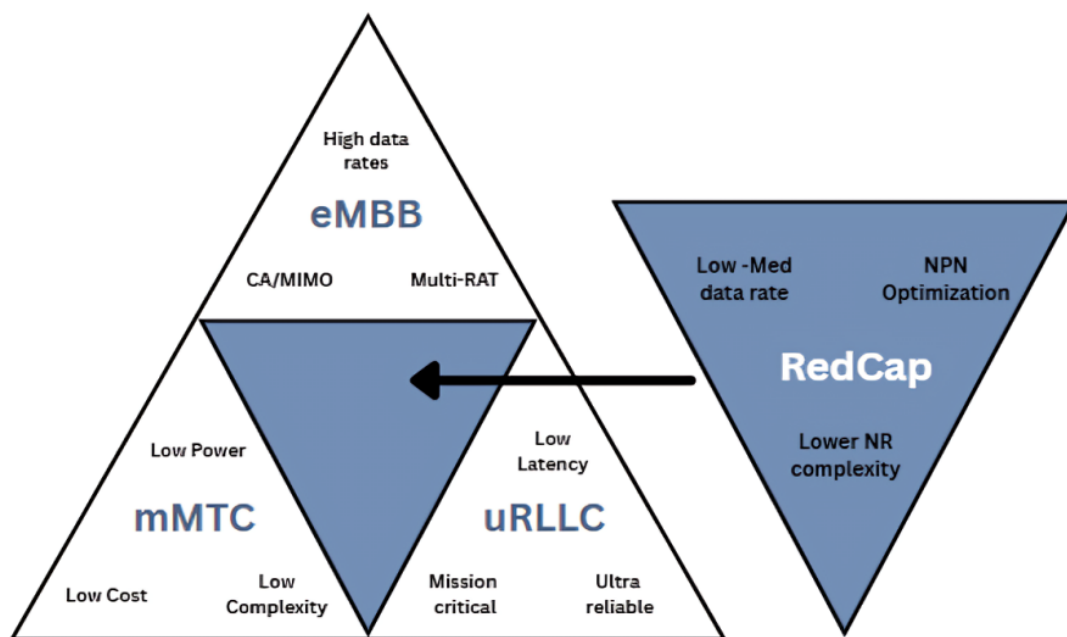 High data
rates
eMBB
CA/MIMO
Multi-RAT
Low -Med
data rate
NPN
Optimization
RedCap
Lower NR
complexity
Low Power
mMTC
Low Cost
Low
Complexity
Low
Latency
uRLLC
Mission
critical
Ultra
reliable